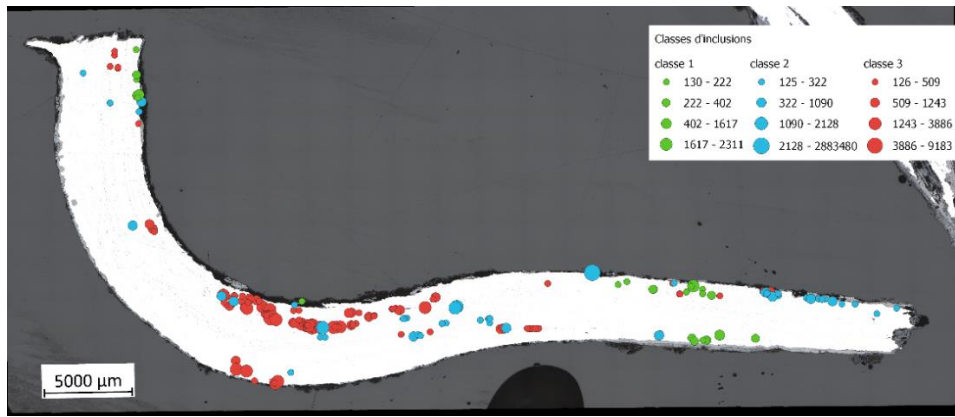 Classes d'inclusions
classe 1 classe 2 classe 3
130 - 222 125 - 322 126 - 509
222 - 402 322 - 1090 509 - 1243
402 - 1617 1090 - 2128 1243 - 3886
1617 - 2311 2128 - 2883480 3886 - 9183
5000 µm